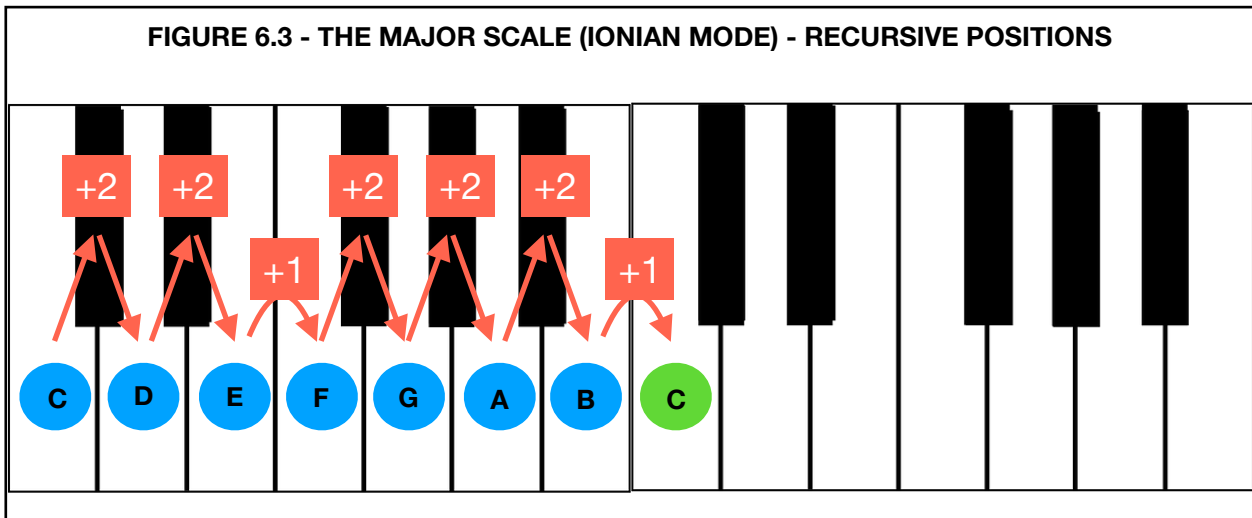 FIGURE 6.3 - THE MAJOR SCALE (IONIAN MODE) - RECURSIVE POSITIONS
+2 +2 +2 +2 +2
+1 +1
C D E F G A B C